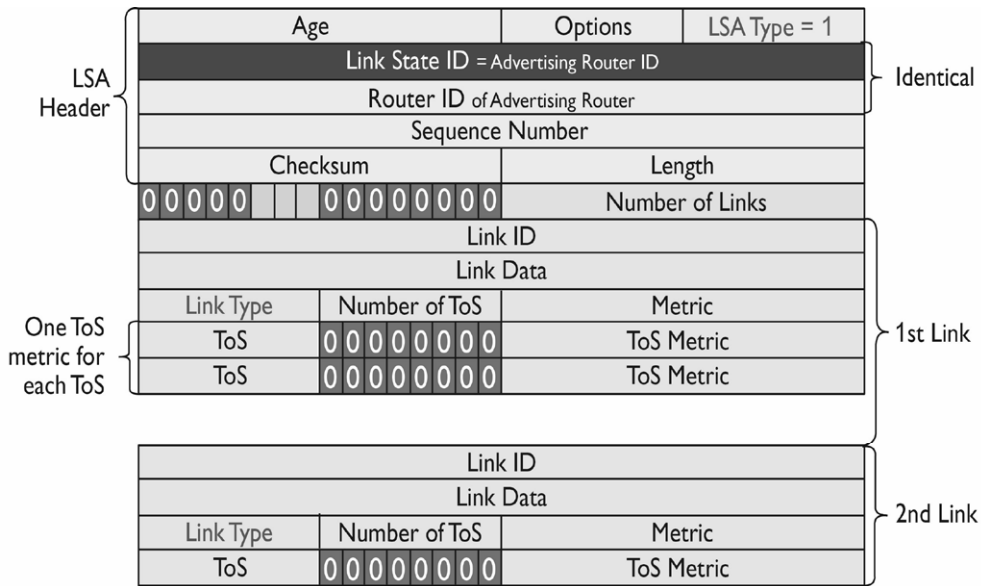 Age Options LSA Type = 1
LSA Header
Link State ID = Advertising Router ID
Identical
Router ID of Advertising Router
Sequence Number
Checksum Length
0 0 0 0 0 0 0 0 0 0 0 0 0 Number of Links
Link ID
Link Data
Link Type Number of ToS Metric
One ToS metric for each ToS
ToS 0 0 0 0 0 0 0 0 ToS Metric
1st Link
ToS 0 0 0 0 0 0 0 0 ToS Metric
Link ID
Link Data
2nd Link
Link Type Number of ToS Metric
ToS 0 0 0 0 0 0 0 0 ToS Metric